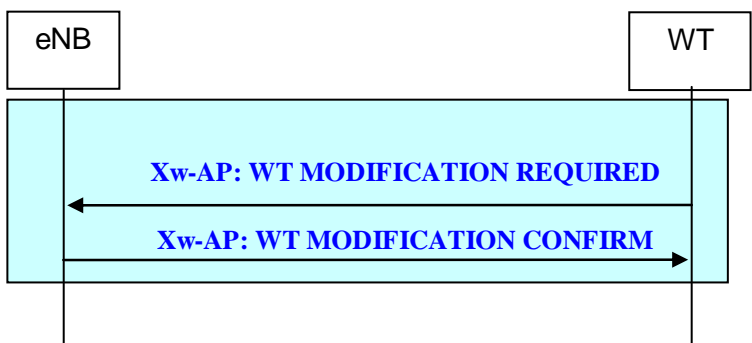 eNB
WT
Xw-AP: WT MODIFICATION REQUIRED
Xw-AP: WT MODIFICATION CONFIRM